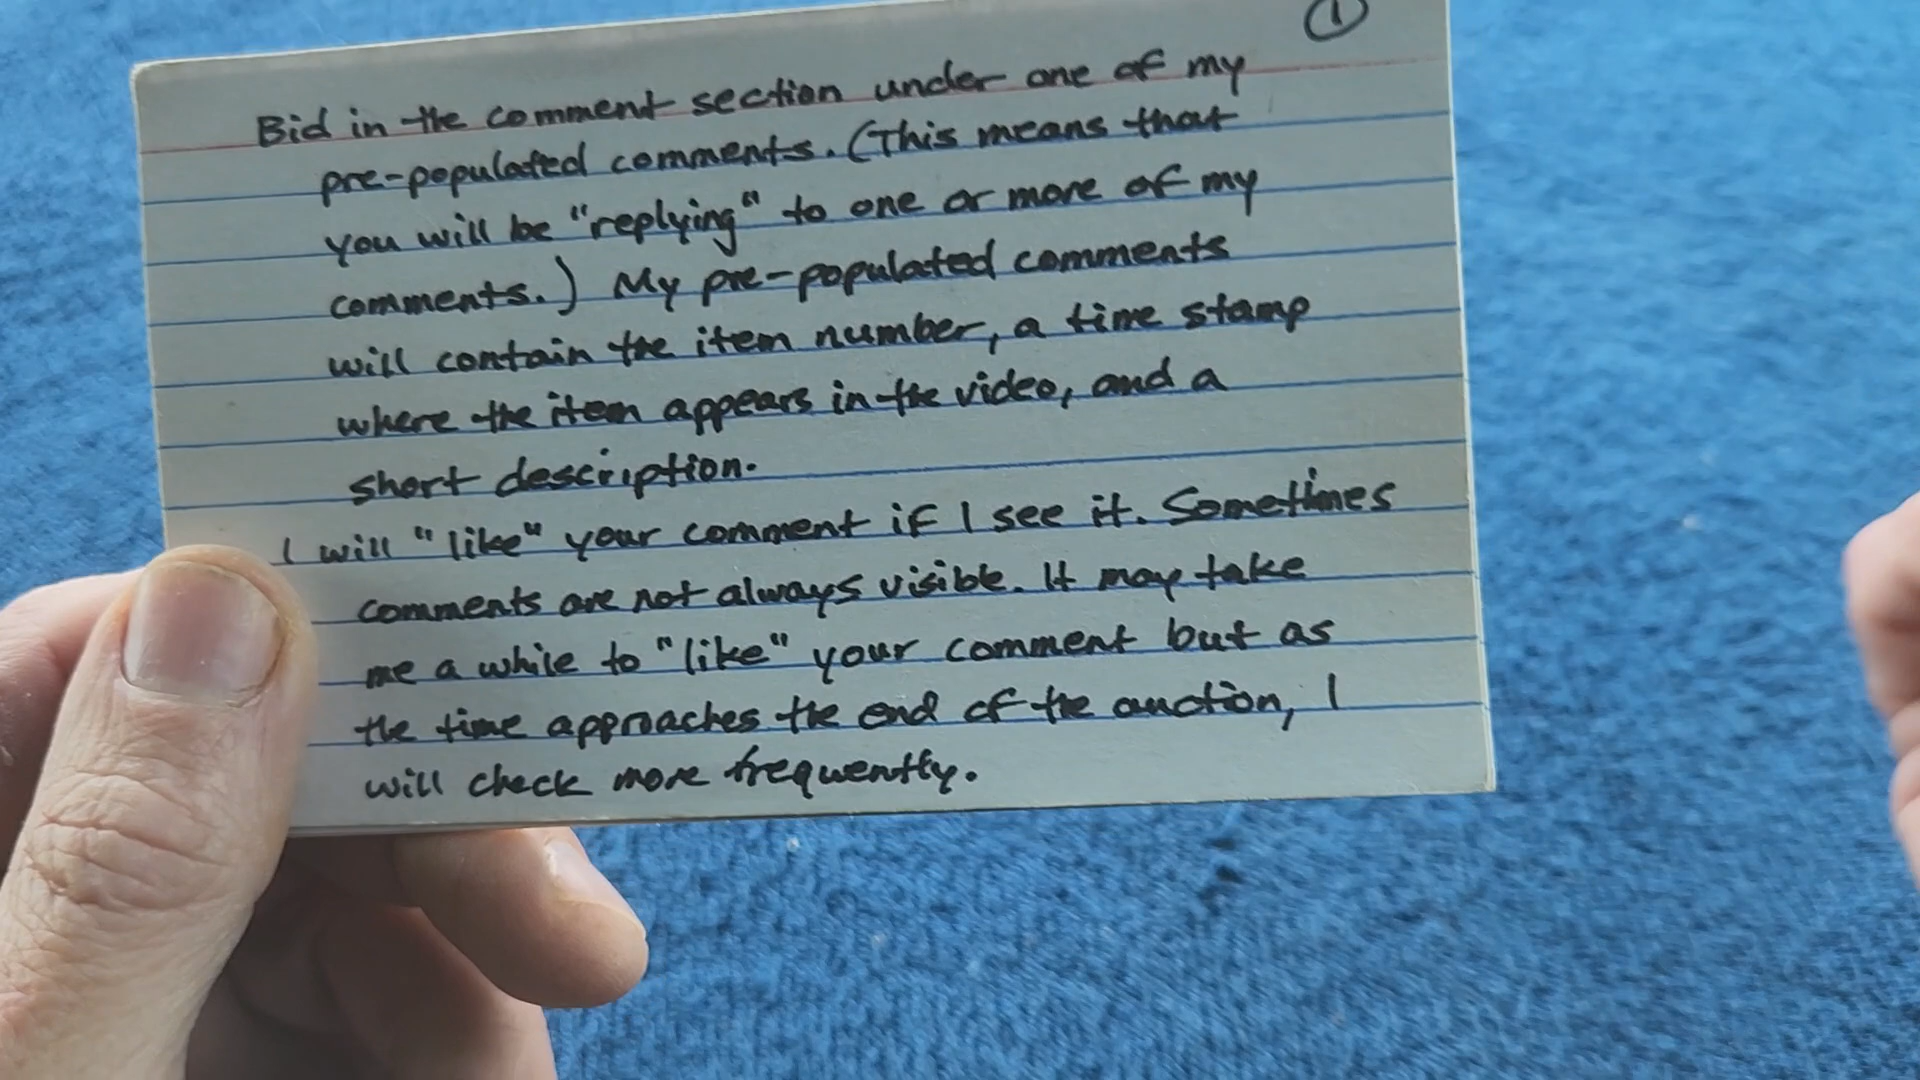 ①
Bid in the comment section under one of my
pre-populated comments. (This means that
you will be "replying" to one or more of my
comments.) My pre-populated comments
will contain the item number, a time stamp
where the item appears in the video, and a
short description.
I will "like" your comment if I see it. Sometimes
comments are not always visible. It may take
me a while to "like" your comment but as
the time approaches the end of the auction, I
will check more frequently.